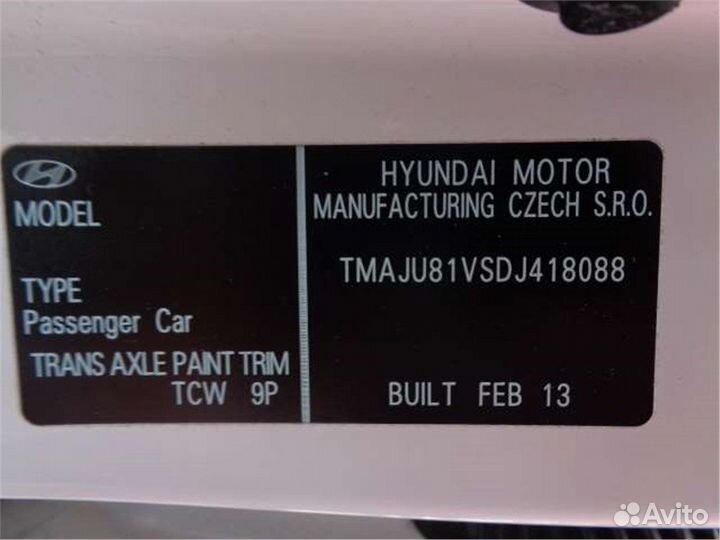 MODEL
TYPE
Passenger Car
TRANS AXLE PAINT TRIM
TCW 9P
HYUNDAI MOTOR
MANUFACTURING CZECH S.R.O.
TMAJU81VSDJ418088
BUILT FEB 13
Avito